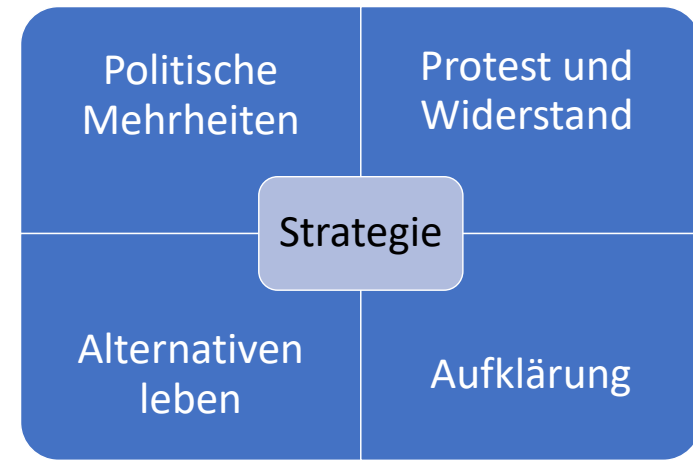 Politische
Mehrheiten
Protest und
Widerstand
Strategie
Alternativen
leben
Aufklärung